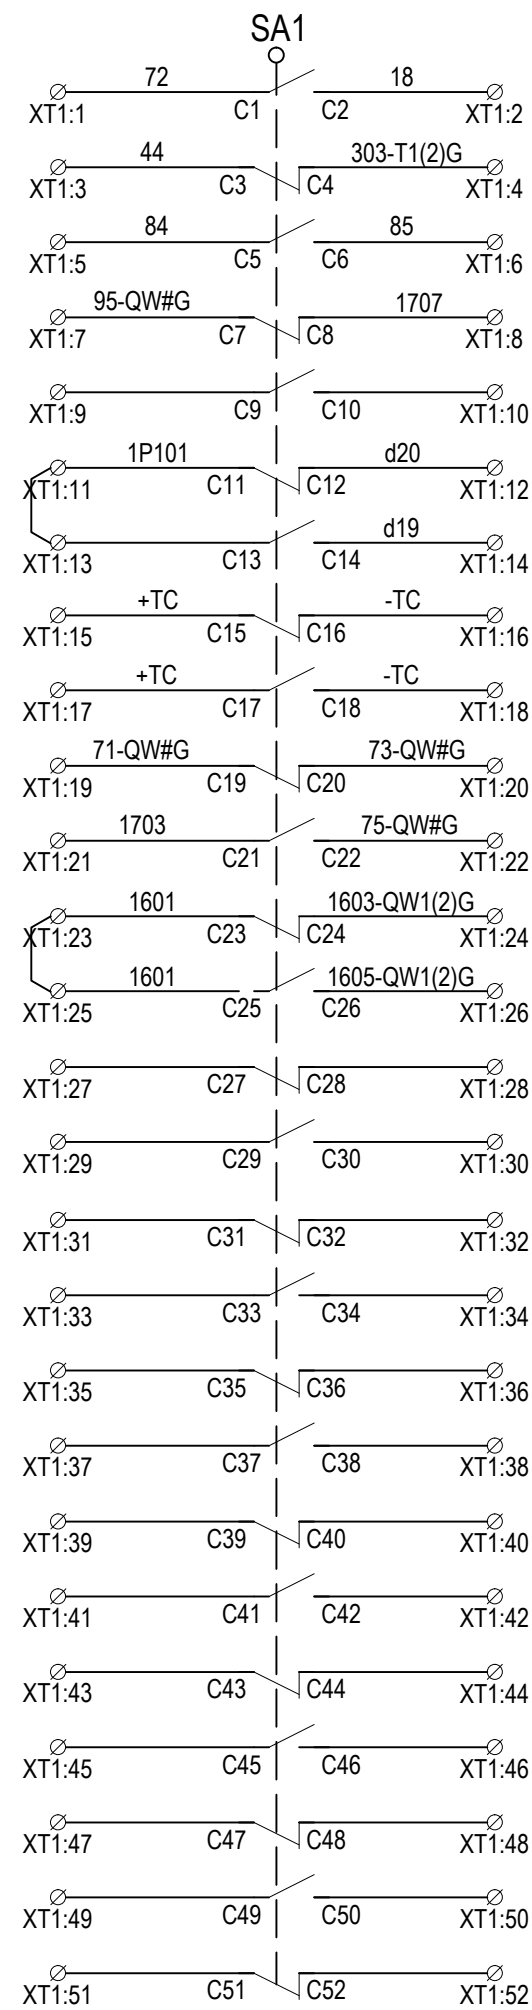 SA1
72 18
XT1:1 C1 C2 XT1:2
44 303-T1(2)G
XT1:3 C3 C4 XT1:4
84 85
XT1:5 C5 C6 XT1:6
95-QW#G 1707
XT1:7 C7 C8 XT1:8
XT1:9 C9 C10 XT1:10
1P101 d20
XT1:11 C11 C12 XT1:12
d19
XT1:13 C13 C14 XT1:14
+TC -TC
XT1:15 C15 C16 XT1:16
+TC -TC
XT1:17 C17 C18 XT1:18
71-QW#G 73-QW#G
XT1:19 C19 C20 XT1:20
1703 75-QW#G
XT1:21 C21 C22 XT1:22
1601 1603-QW1(2)G
XT1:23 C23 C24 XT1:24
1601 1605-QW1(2)G
XT1:25 C25 C26 XT1:26
XT1:27 C27 C28 XT1:28
XT1:29 C29 C30 XT1:30
XT1:31 C31 C32 XT1:32
XT1:33 C33 C34 XT1:34
XT1:35 C35 C36 XT1:36
XT1:37 C37 C38 XT1:38
XT1:39 C39 C40 XT1:40
XT1:41 C41 C42 XT1:42
XT1:43 C43 C44 XT1:44
XT1:45 C45 C46 XT1:46
XT1:47 C47 C48 XT1:48
XT1:49 C49 C50 XT1:50
XT1:51 C51 C52 XT1:52